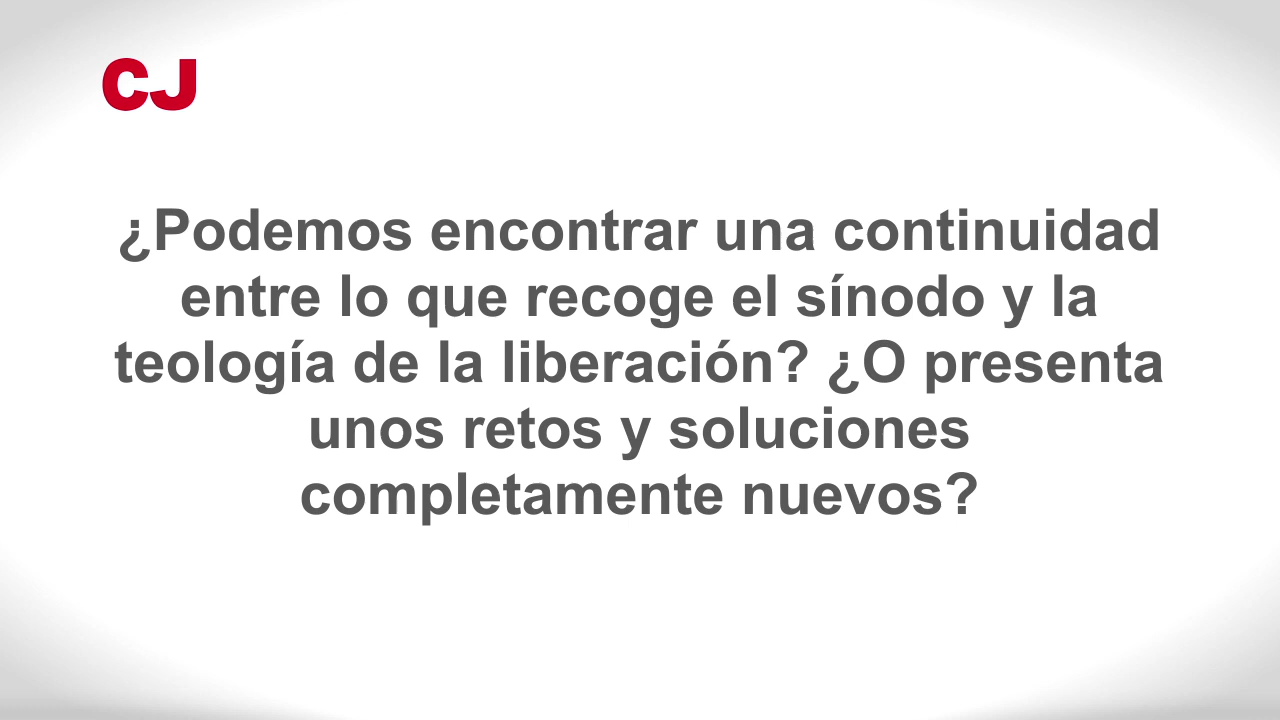 CJ
¿Podemos encontrar una continuidad
entre lo que recoge el sínodo y la
teología de la liberación? ¿O presenta
unos retos y soluciones
completamente nuevos?